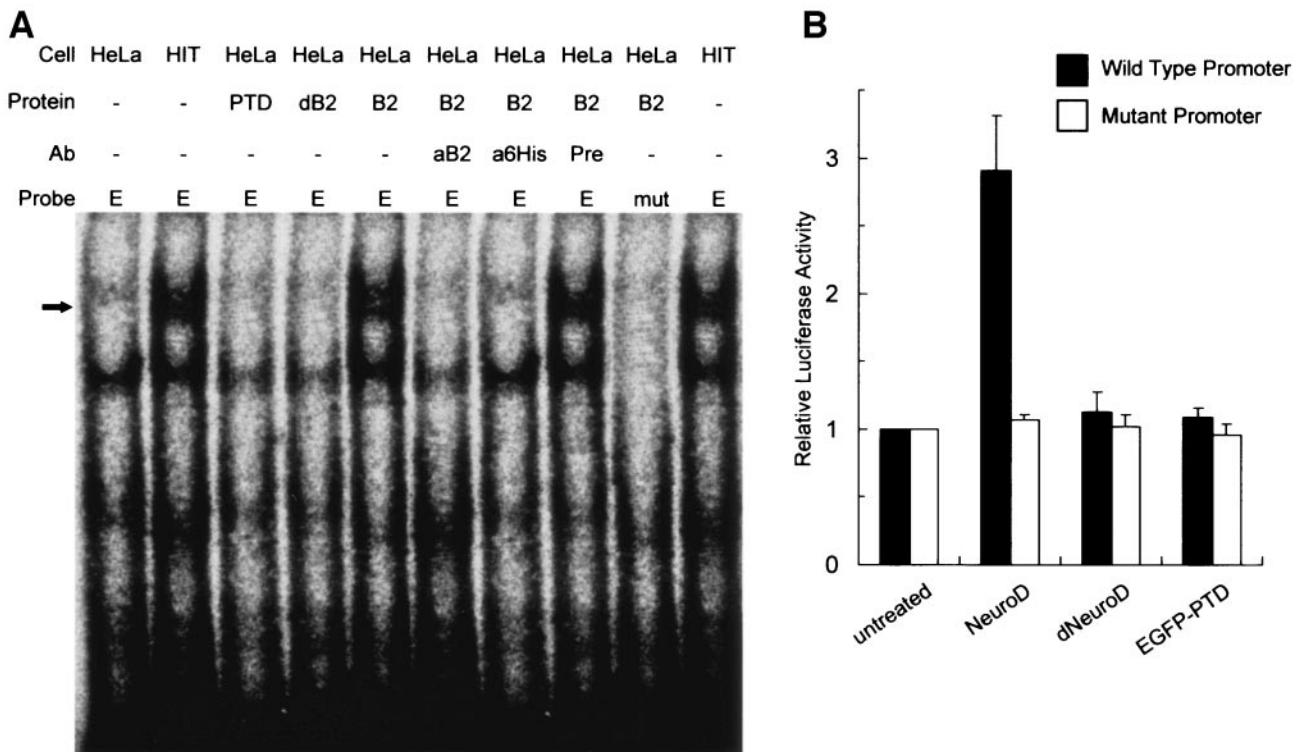 A
Cell HeLa HIT HeLa HeLa HeLa HeLa HeLa HeLa HeLa HIT
Protein - - PTD dB2 B2 B2 B2 B2 B2 -
Ab - - - - - aB2 a6His Pre - -
Probe E E E E E E E E mut E
B
Wild Type Promoter
Mutant Promoter
Relative Luciferase Activity
3
2
1
0
untreated
NeuroD
dNeuroD
EGFP-PTD